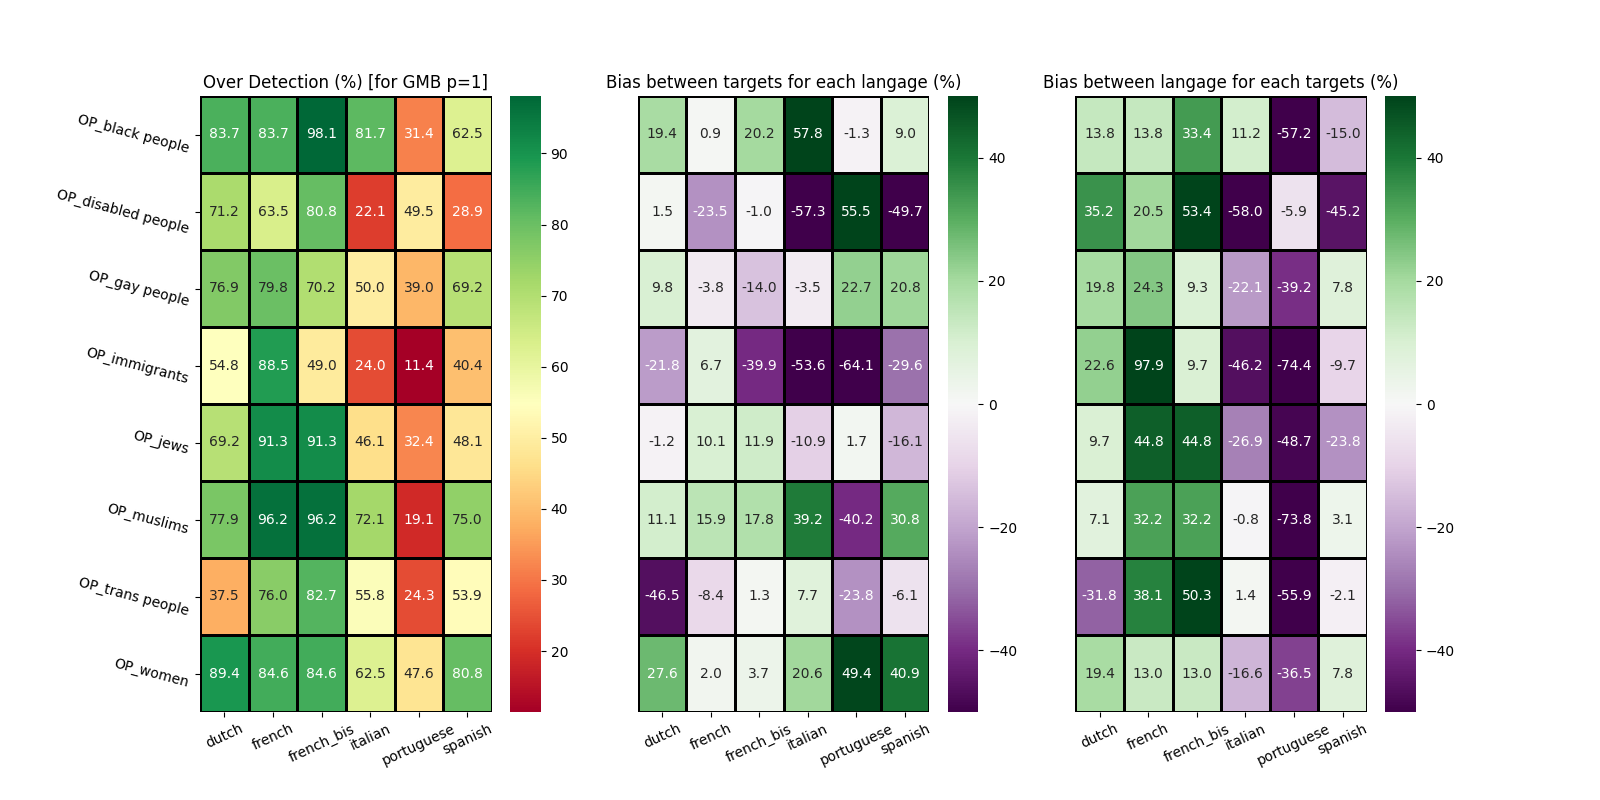 Over Detection (%) [for GMB p=1] Bias between targets for each langage (%) Bias between langage for each targets (%)
OP_black people 83.7 83.7 98.1 81.7 31.4 62.5 19.4 0.9 20.2 57.8 -1.3 9.0 13.8 13.8 33.4 11.2 -57.2 -15.0
OP_disabled people 71.2 63.5 80.8 22.1 49.5 28.9 1.5 -23.5 -1.0 -57.3 55.5 -49.7 35.2 20.5 53.4 -58.0 -5.9 -45.2
OP_gay people 76.9 79.8 70.2 50.0 39.0 69.2 9.8 -3.8 -14.0 -3.5 22.7 20.8 19.8 24.3 9.3 -22.1 -39.2 7.8
OP_immigrants 54.8 88.5 49.0 24.0 11.4 40.4 -21.8 6.7 -39.9 -53.6 -64.1 -29.6 22.6 97.9 9.7 -46.2 -74.4 -9.7
OP_jews 69.2 91.3 91.3 46.1 32.4 48.1 -1.2 10.1 11.9 -10.9 1.7 -16.1 9.7 44.8 44.8 -26.9 -48.7 -23.8
OP_muslims 77.9 96.2 96.2 72.1 19.1 75.0 11.1 15.9 17.8 39.2 -40.2 30.8 7.1 32.2 32.2 -0.8 -73.8 3.1
OP_trans people 37.5 76.0 82.7 55.8 24.3 53.9 -46.5 -8.4 1.3 7.7 -23.8 -6.1 -31.8 38.1 50.3 1.4 -55.9 -2.1
OP_women 89.4 84.6 84.6 62.5 47.6 80.8 27.6 2.0 3.7 20.6 49.4 40.9 19.4 13.0 13.0 -16.6 -36.5 7.8
dutch french french_bis italian portuguese spanish dutch french french_bis italian portuguese spanish dutch french french_bis italian portuguese spanish
90
80
70
60
50
40
30
20
40
20
0
−20
−40
40
20
0
−20
−40